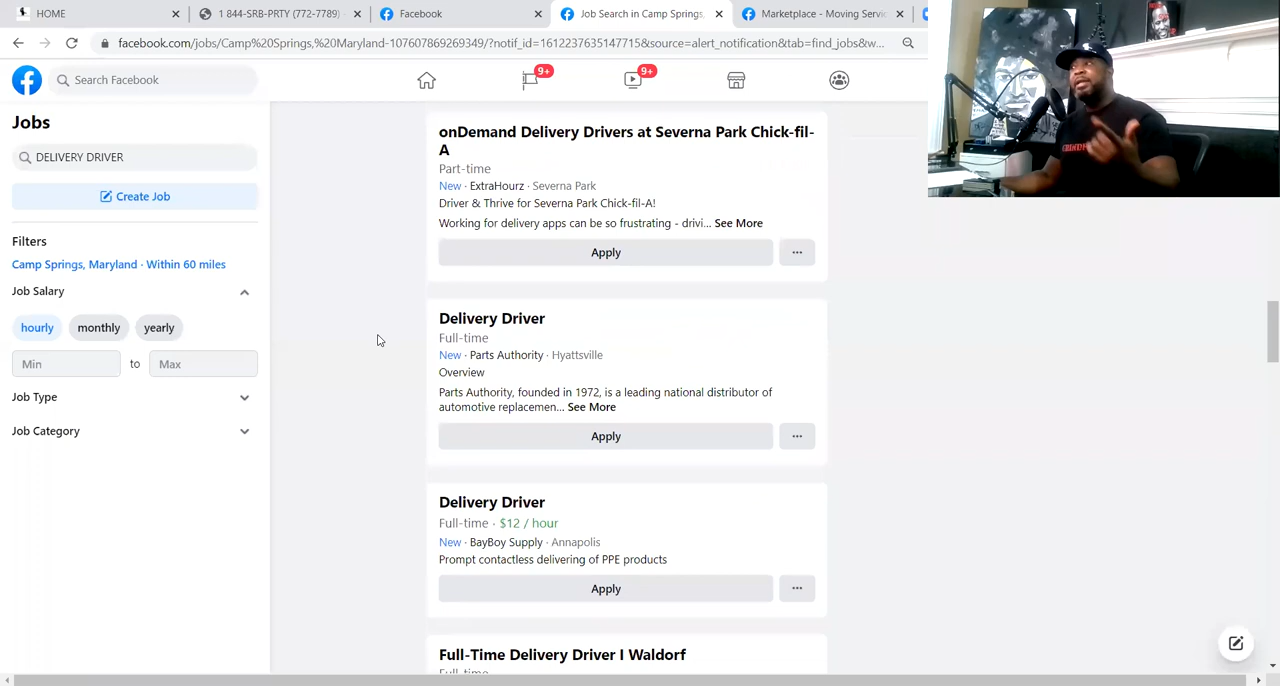 HOME
1 844-SRB-PRTY (772-7789)
Facebook
Job Search in Camp Springs,
Marketplace - Moving Servic
facebook.com/jobs/Camp%20Springs,%20Maryland-107607869269349/?notif_id=1612237635147715&source=alert_notification&tab=find_jobs&w...
Search Facebook
9+
9+
Jobs
DELIVERY DRIVER
Create Job
Filters
Camp Springs, Maryland · Within 60 miles
Job Salary
hourly
monthly
yearly
Min
to
Max
Job Type
Job Category
onDemand Delivery Drivers at Severna Park Chick-fil-
A
Part-time
New · ExtraHourz · Severna Park
Driver & Thrive for Severna Park Chick-fil-A!
Working for delivery apps can be so frustrating - drivi... See More
Apply
Delivery Driver
Full-time
New · Parts Authority · Hyattsville
Overview
Parts Authority, founded in 1972, is a leading national distributor of
automotive replacemen... See More
Apply
Delivery Driver
Full-time · $12 / hour
New · BayBoy Supply · Annapolis
Prompt contactless delivering of PPE products
Apply
Full-Time Delivery Driver I Waldorf
Full-time